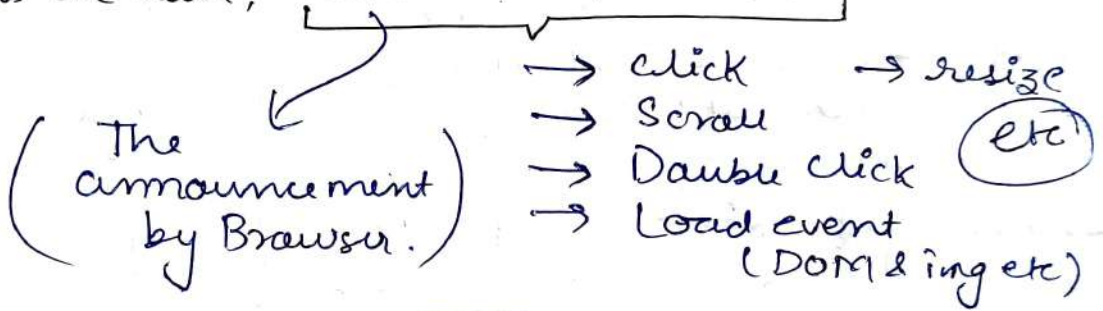 → Click → resize
→ Scroll etc
→ Double Click
→ Load event
(DOM & img etc)
(The
announcement
by Browser.)